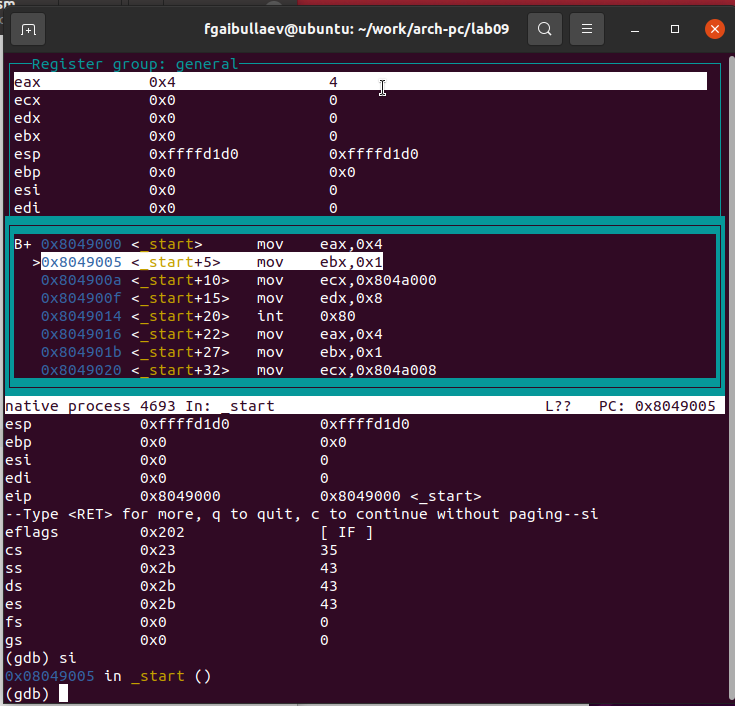 sm
fgaibullaev@ubuntu: ~/work/arch-pc/lab09
Register group: general
eax 0x4 4
ecx 0x0 0
edx 0x0 0
ebx 0x0 0
esp 0xffffd1d0 0xffffd1d0
ebp 0x0 0x0
esi 0x0 0
edi 0x0 0
B+ 0x8049000 <_start> mov eax,0x4
>0x8049005 <_start+5> mov ebx,0x1
0x804900a <_start+10> mov ecx,0x804a000
0x804900f <_start+15> mov edx,0x8
0x8049014 <_start+20> int 0x80
0x8049016 <_start+22> mov eax,0x4
0x804901b <_start+27> mov ebx,0x1
0x8049020 <_start+32> mov ecx,0x804a008
native process 4693 In: _start L?? PC: 0x8049005
esp 0xffffd1d0 0xffffd1d0
ebp 0x0 0x0
esi 0x0 0
edi 0x0 0
eip 0x8049000 0x8049000 <_start>
--Type <RET> for more, q to quit, c to continue without paging--si
eflags 0x202 [ IF ]
cs 0x23 35
ss 0x2b 43
ds 0x2b 43
es 0x2b 43
fs 0x0 0
gs 0x0 0
(gdb) si
0x08049005 in _start ()
(gdb)